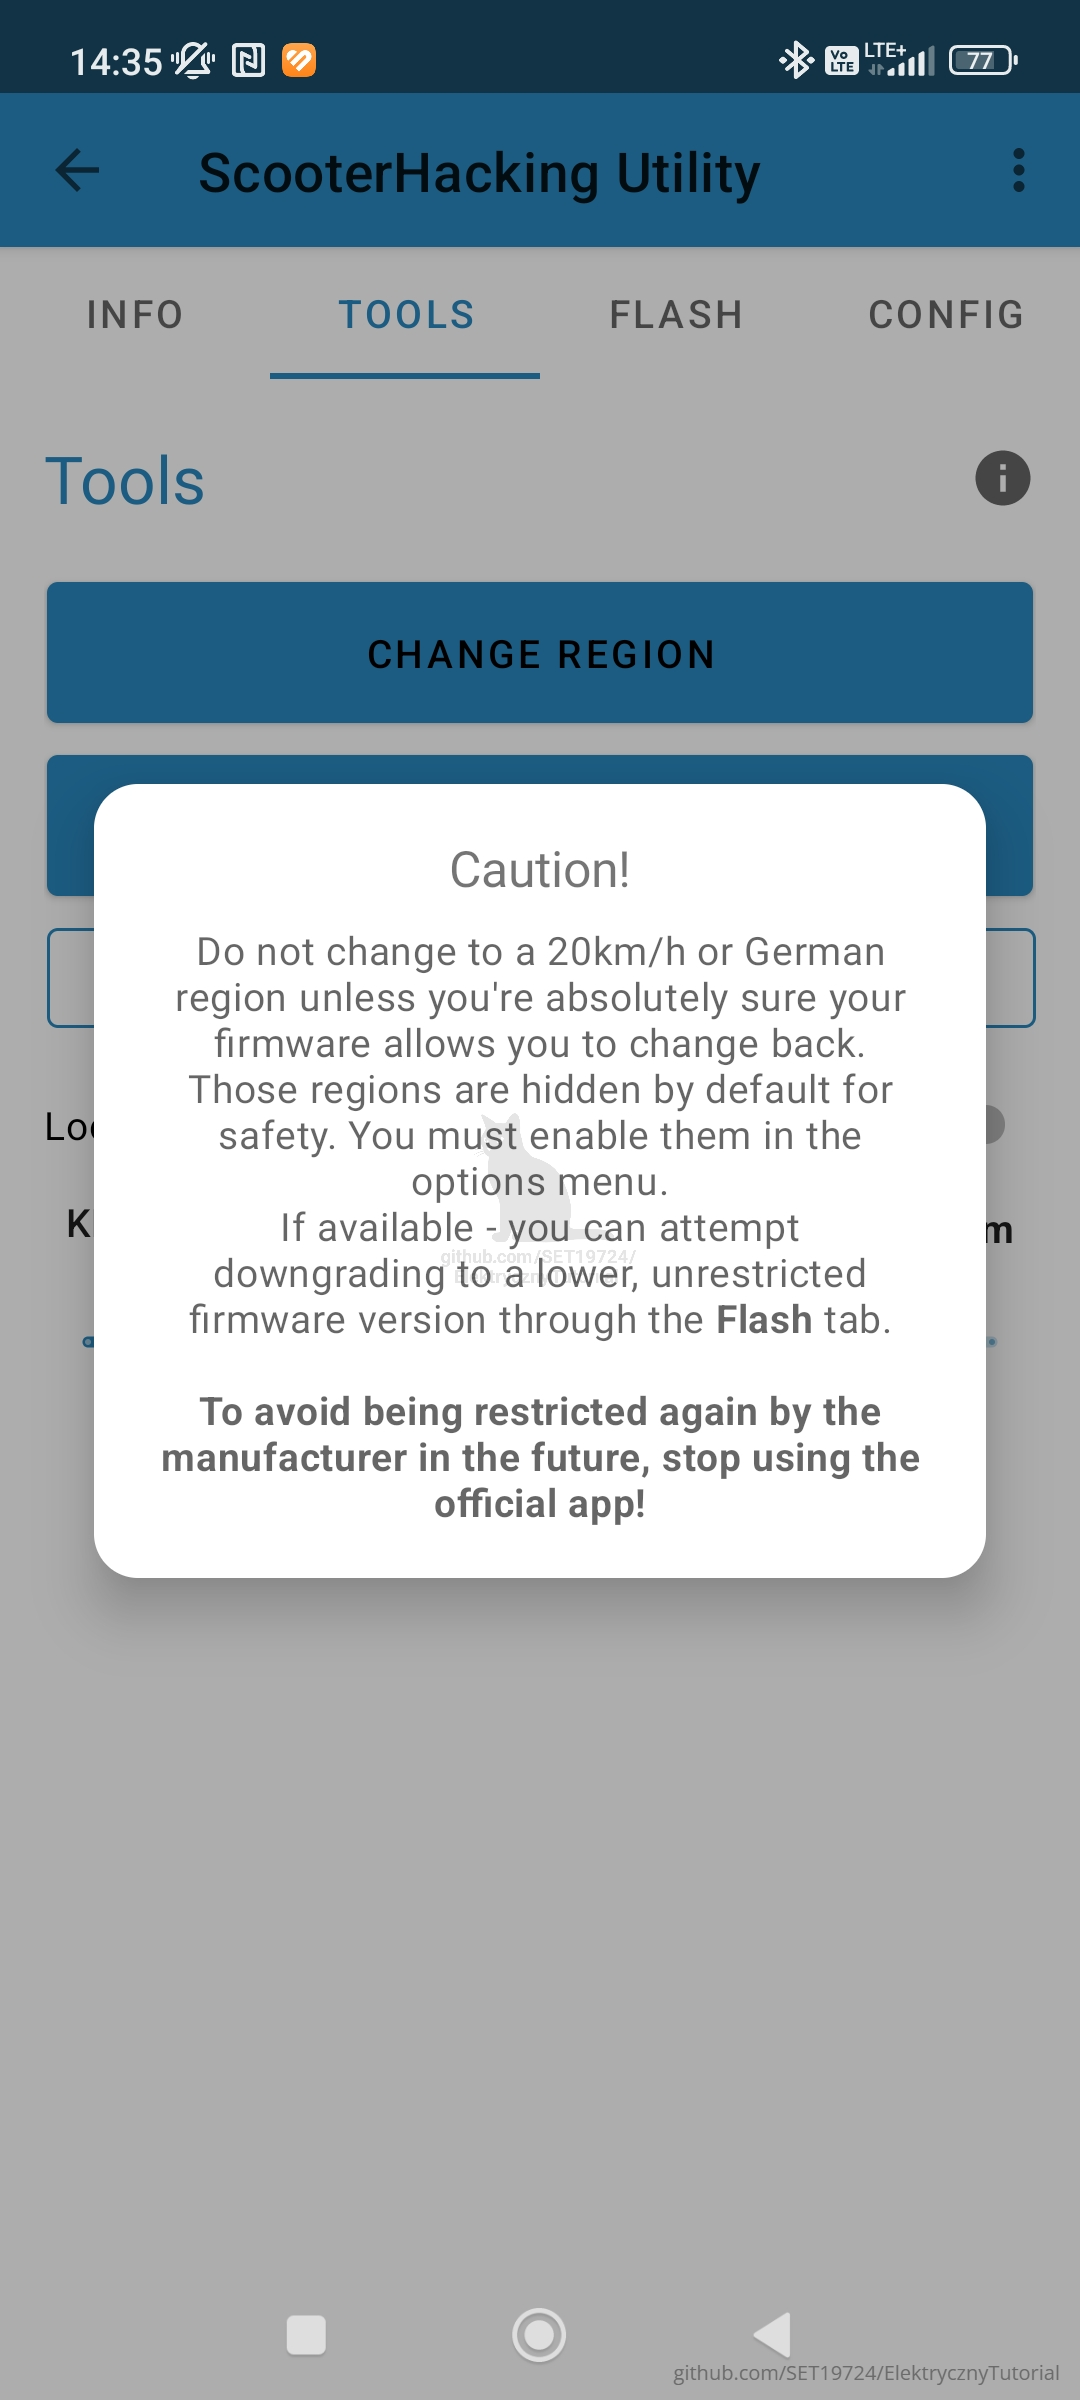 14:35
Vo LTE
LTE+
77
ScooterHacking Utility
INFO
TOOLS
FLASH
CONFIG
Tools
CHANGE REGION
Caution!
Do not change to a 20km/h or German
region unless you're absolutely sure your
firmware allows you to change back.
Those regions are hidden by default for
safety. You must enable them in the
options menu.
If available - you can attempt
github.com/SET19724/
downgrading to a lower, unrestricted
firmware version through the Flash tab.
To avoid being restricted again by the
manufacturer in the future, stop using the
official app!
github.com/SET19724/ElektrycznyTutorial